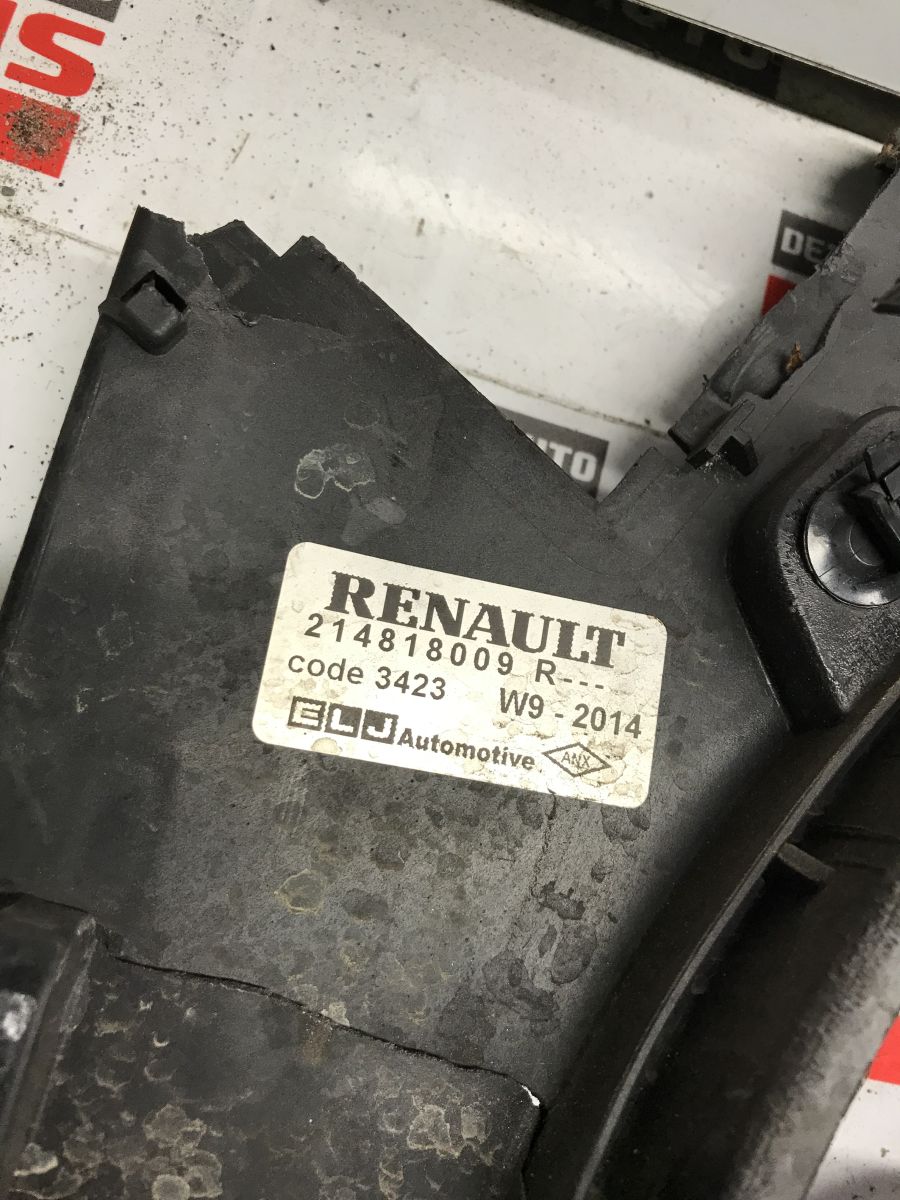 RENAULT
214818009 R---
code 3423 W9 - 2014
ELJ Automotive ANX